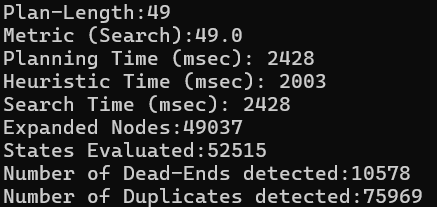 Plan-Length:49
Metric (Search):49.0
Planning Time (msec): 2428
Heuristic Time (msec): 2003
Search Time (msec): 2428
Expanded Nodes:49037
States Evaluated:52515
Number of Dead-Ends detected:10578
Number of Duplicates detected:75969